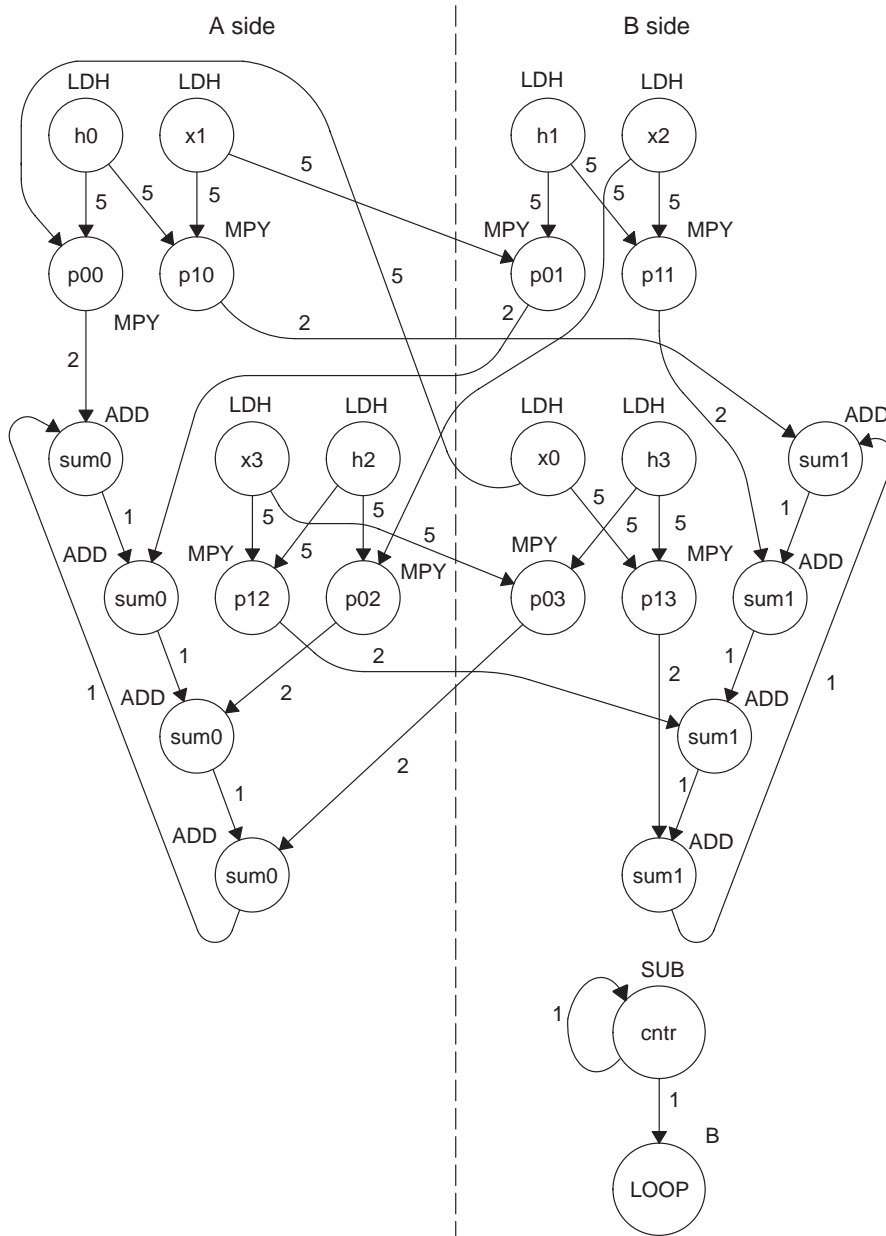 A side
B side
LDH
LDH
LDH
LDH
h0
x1
h1
x2
5
5
5
5
5
5
5
5
5
MPY
MPY
MPY
p00
p10
p01
p11
5
MPY
2
2
2
2
ADD
LDH
LDH
LDH
LDH
ADD
sum0
x3
h2
x0
h3
sum1
1
5
5
5
5
5
5
5
1
ADD
MPY
MPY
MPY
MPY
ADD
sum0
p12
p02
p03
p13
sum1
1
2
2
2
1
1
1
ADD
ADD
sum0
sum1
1
2
1
ADD
ADD
sum0
sum1
SUB
1
cntr
1
B
LOOP